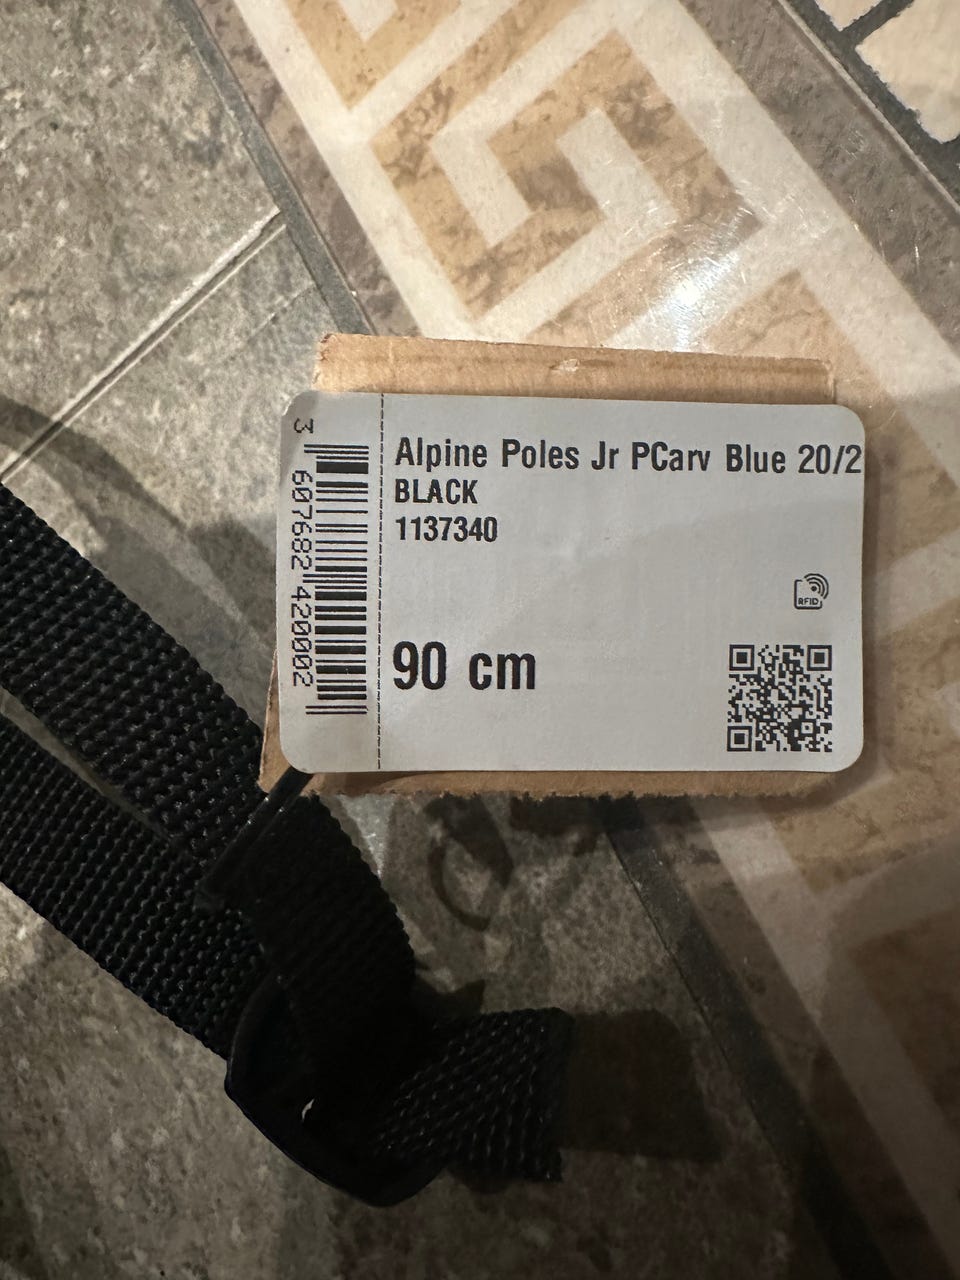 Alpine Poles Jr PCarv Blue 20/2
BLACK
1137340
RFID
90 cm
3 607682 420002